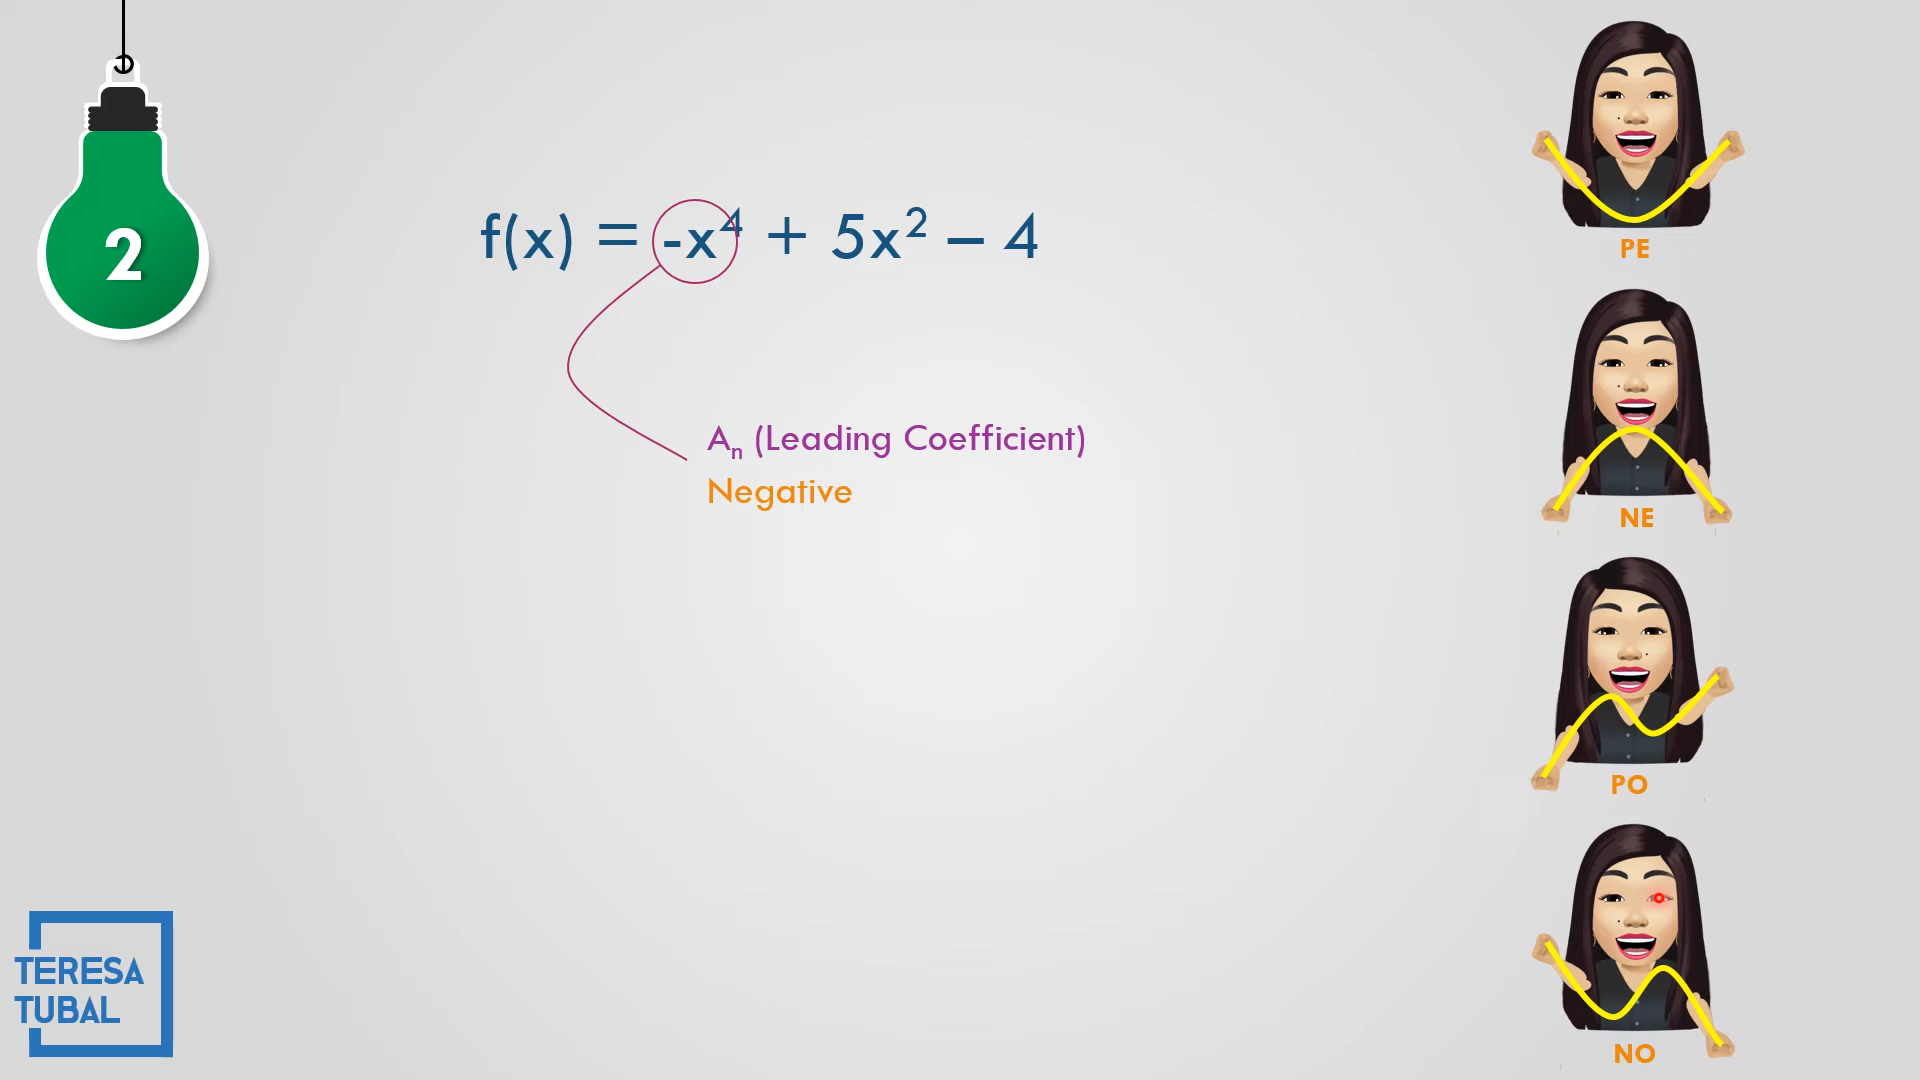 2
f(x) = -x⁴ + 5x² – 4
Aₙ (Leading Coefficient)
Negative
PE
NE
PO
NO
TERESA
TUBAL